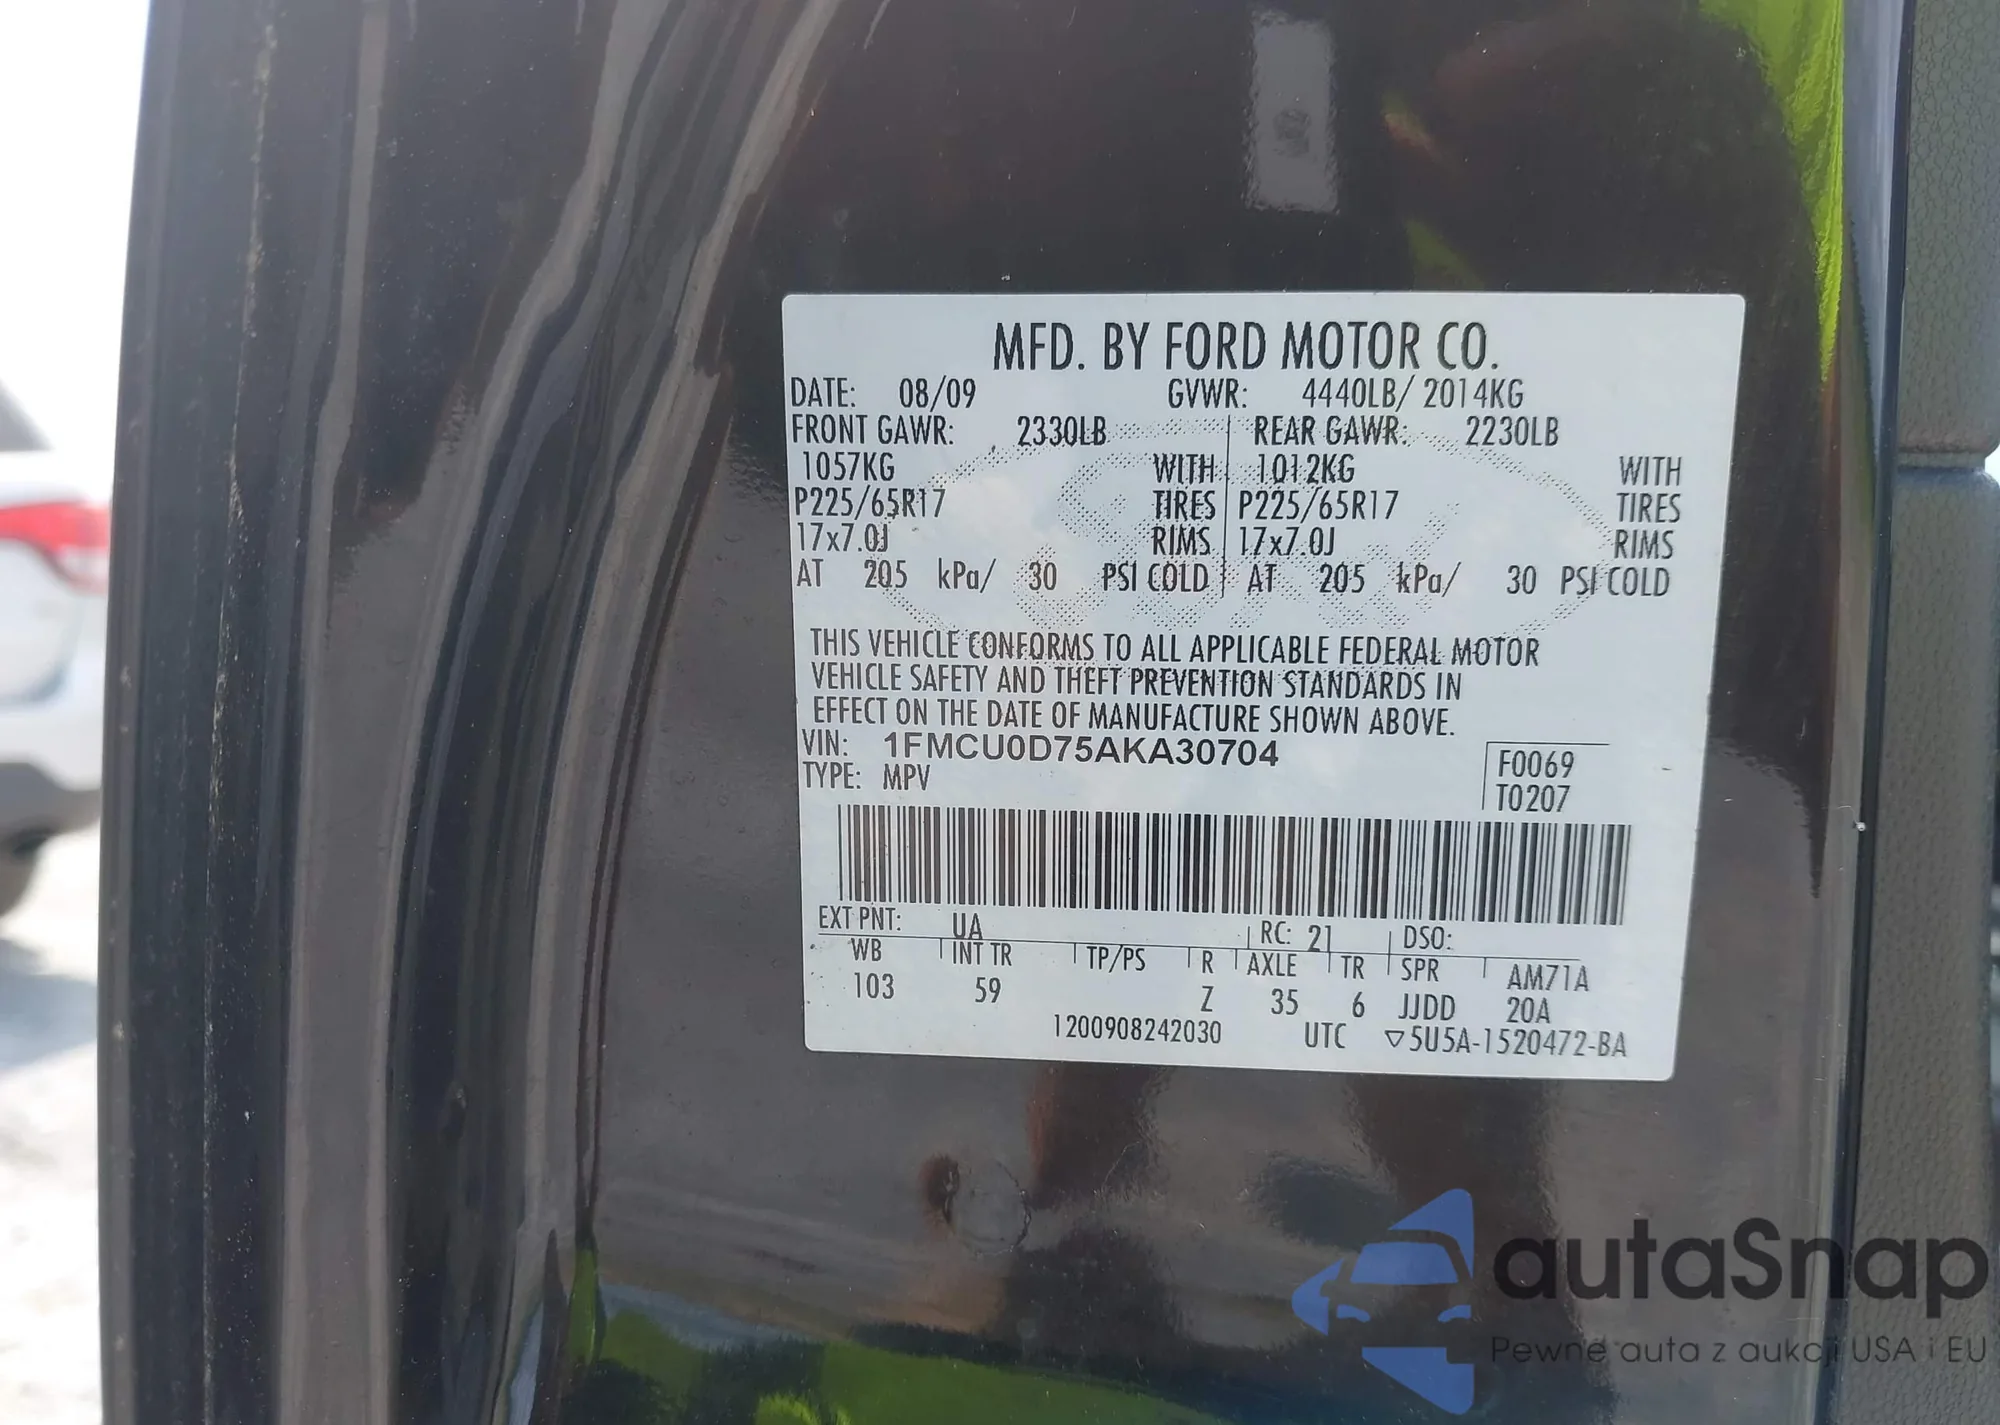 MFD. BY FORD MOTOR CO.
DATE: 08/09 GVWR: 4440LB/ 2014KG
FRONT GAWR: 2330LB REAR GAWR: 2230LB
1057KG WITH 1012KG WITH
P225/65R17 TIRES P225/65R17 TIRES
17x7.0J RIMS 17x7.0J RIMS
AT 205 kPa/ 30 PSI COLD AT 205 kPa/ 30 PSI COLD
THIS VEHICLE CONFORMS TO ALL APPLICABLE FEDERAL MOTOR
VEHICLE SAFETY AND THEFT PREVENTION STANDARDS IN
EFFECT ON THE DATE OF MANUFACTURE SHOWN ABOVE.
VIN: 1FMCU0D75AKA30704
TYPE: MPV
F0069
T0207
EXT PNT: UA RC: 21 DSO:
WB INT TR TP/PS R AXLE TR SPR AM71A
103 59 Z 35 6 JJDD 20A
1200908242030 UTC ▽5U5A-1520472-BA
autaSnap
Pewne auta z aukcji USA i EU